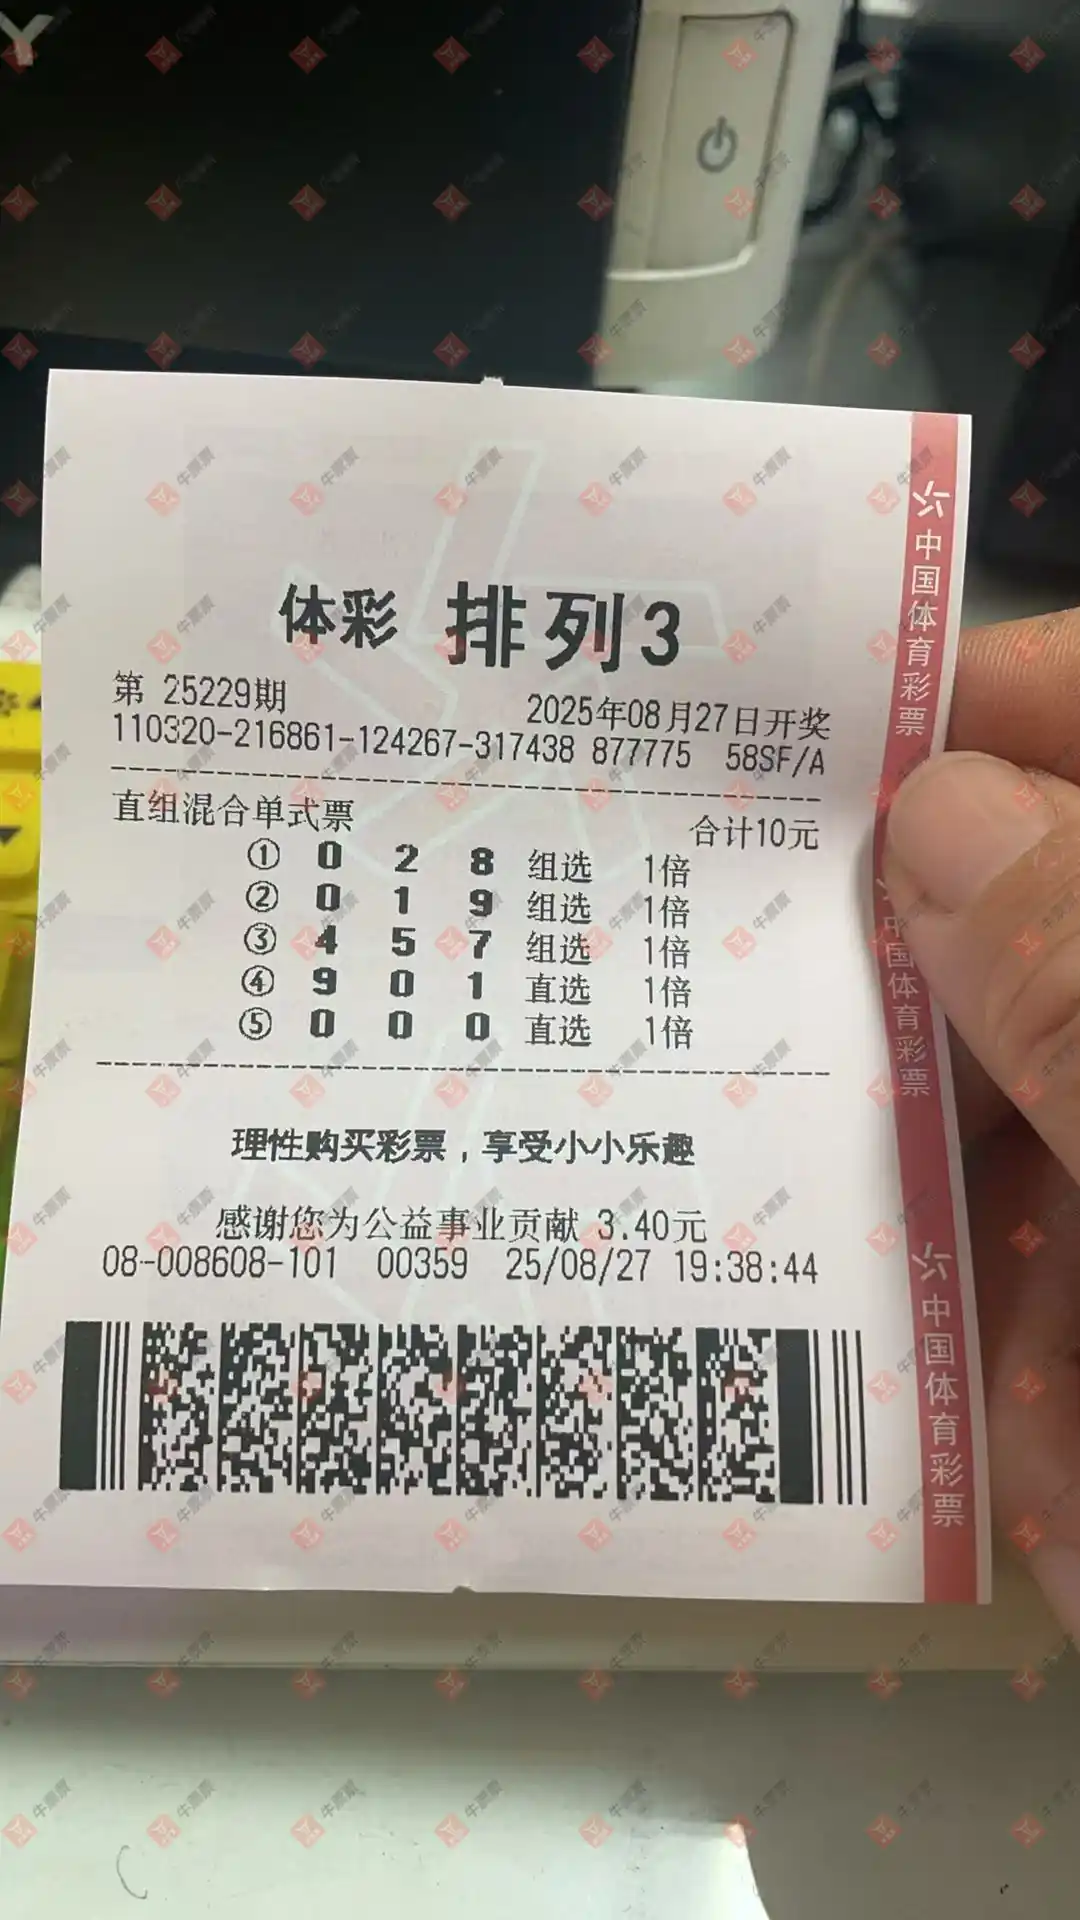 Y
体彩 排列3
第 25229期 2025年08月27日开奖
110320-216861-124267-317438 877775 58SF/A
直组混合单式票 合计10元
① 0 2 8 组选 1倍
② 0 1 9 组选 1倍
③ 4 5 7 组选 1倍
④ 9 0 1 直选 1倍
⑤ 0 0 0 直选 1倍
理性购买彩票，享受小小乐趣
感谢您为公益事业贡献 3.40元
08-008608-101 00359 25/08/27 19:38:44
中国体育彩票
中国体育彩票
中国体育彩票
牛票票